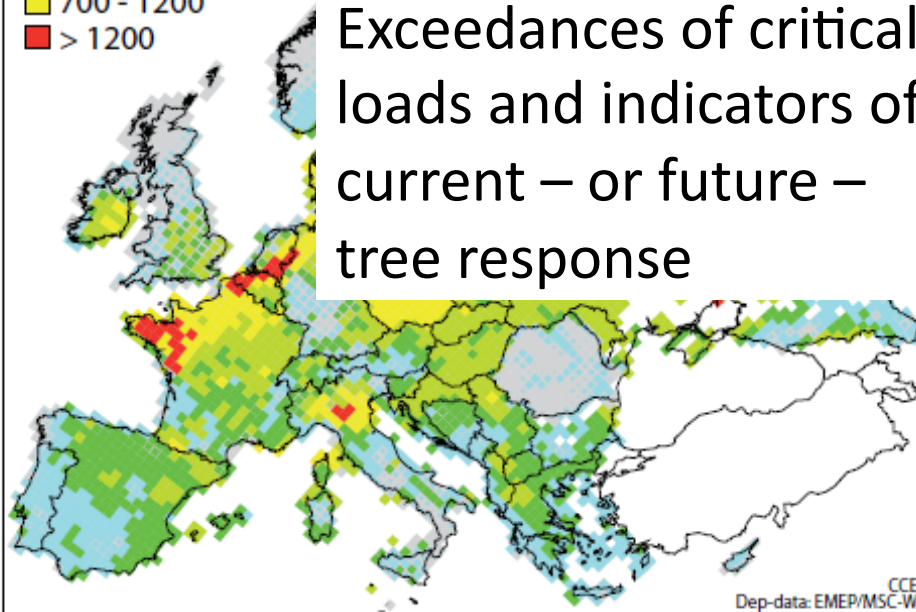 700 - 1200
> 1200
Exceedances of critical
loads and indicators of
current – or future –
tree response
CCE
Dep-data: EMEP/MSC-W